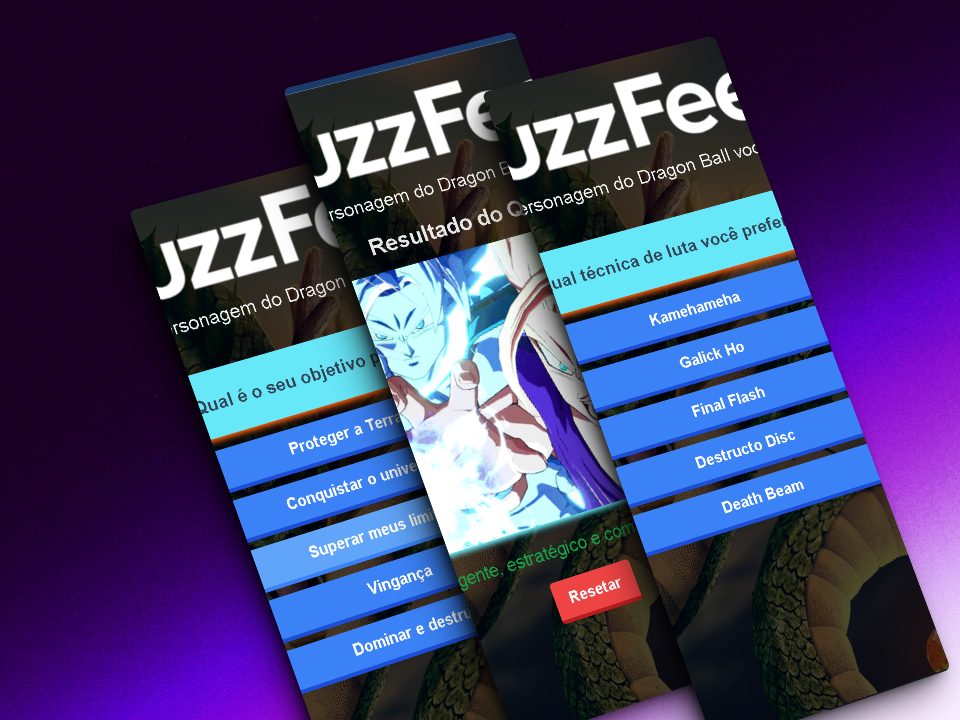 UzzFe
ersonagem do Dragon
Qual é o seu objetivo p
Proteger a Terra
Conquistar o unive
Superar meus limi
Vingança
Dominar e destru
UzzFe
rsonagem do Dragon B
Resultado do Q
gente, estratégico e com
Resetar
UzzFee
ersonagem do Dragon Ball voc
ual técnica de luta você prefe
Kamehameha
Galick Ho
Final Flash
Destructo Disc
Death Beam